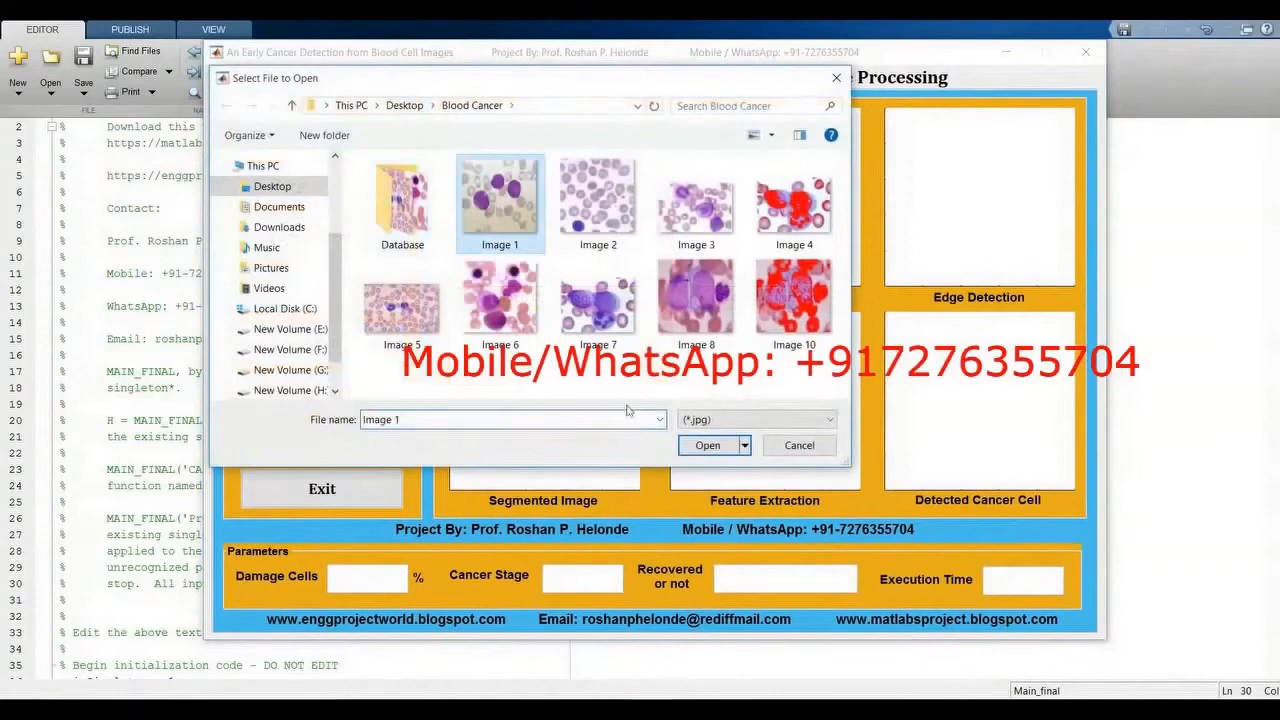 EDITOR
PUBLISH
VIEW
New
Open
Save
Find Files
Compare
Print
FILE
An Early Cancer Detection from Blood Cell Images Project By: Prof. Roshan P. Helonde Mobile / WhatsApp: +91-7276355704
Select File to Open
e Processing
This PC > Desktop > Blood Cancer >
Search Blood Cancer
Organize
New folder
This PC
Desktop
Documents
Downloads
Music
Pictures
Videos
Local Disk (C:)
New Volume (E:)
New Volume (F:)
New Volume (G:)
New Volume (H:)
Database
Image 1
Image 2
Image 3
Image 4
Image 5
Image 6
Image 7
Image 8
Image 10
Mobile/WhatsApp: +917276355704
File name: Image 1
(*.jpg)
Open
Cancel
Edge Detection
Exit
Segmented Image
Feature Extraction
Detected Cancer Cell
Project By: Prof. Roshan P. Helonde Mobile / WhatsApp: +91-7276355704
Parameters
Damage Cells %
Cancer Stage
Recovered
or not
Execution Time
www.enggprojectworld.blogspot.com Email: roshanphelonde@rediffmail.com www.matlabsproject.blogspot.com
2 % Download this
3 % https://matlab
4 %
5 % https://enggpr
6 %
7 % Contact:
8 %
9 % Prof. Roshan P
10 %
11 % Mobile: +91-72
12 %
13 % WhatsApp: +91-
14 %
15 % Email: roshanp
16 %
17 % MAIN_FINAL, by
18 % singleton*.
19 %
20 % H = MAIN_FINAL
21 % the existing s
22 %
23 % MAIN_FINAL('CA
24 % function named
25 %
26 % MAIN_FINAL('Pr
27 % existing singl
28 % applied to the
29 % unrecognized p
30 % stop. All inp
31 %
32 %
33 % Edit the above text
34 %
35 % Begin initialization code - DO NOT EDIT
Main_final
Ln 30 Col